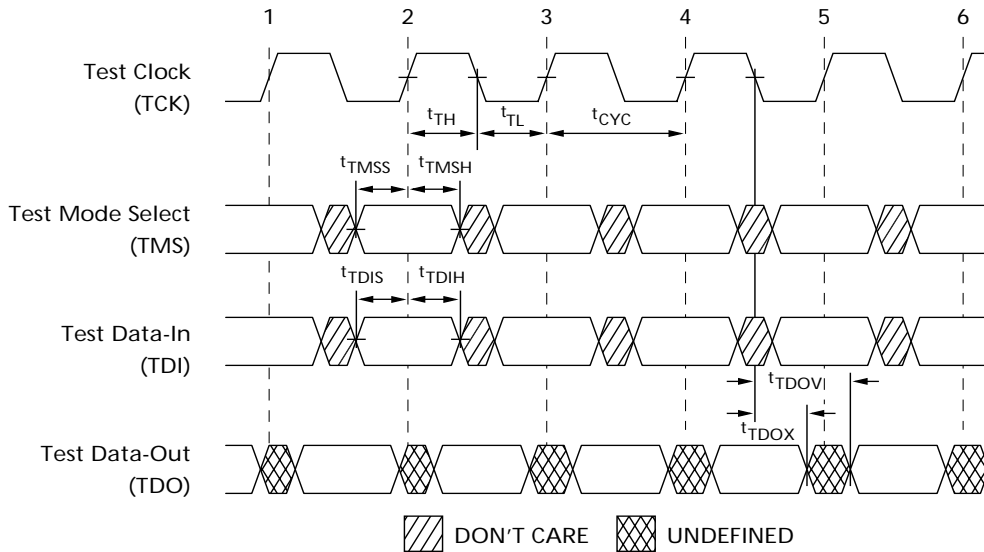 1 2 3 4 5 6
Test Clock
(TCK)
tTH tTL tCYC
tTMSS tTMSH
Test Mode Select
(TMS)
tTDIS tTDIH
Test Data-In
(TDI)
tTDOV
tTDOX
Test Data-Out
(TDO)
DON'T CARE UNDEFINED